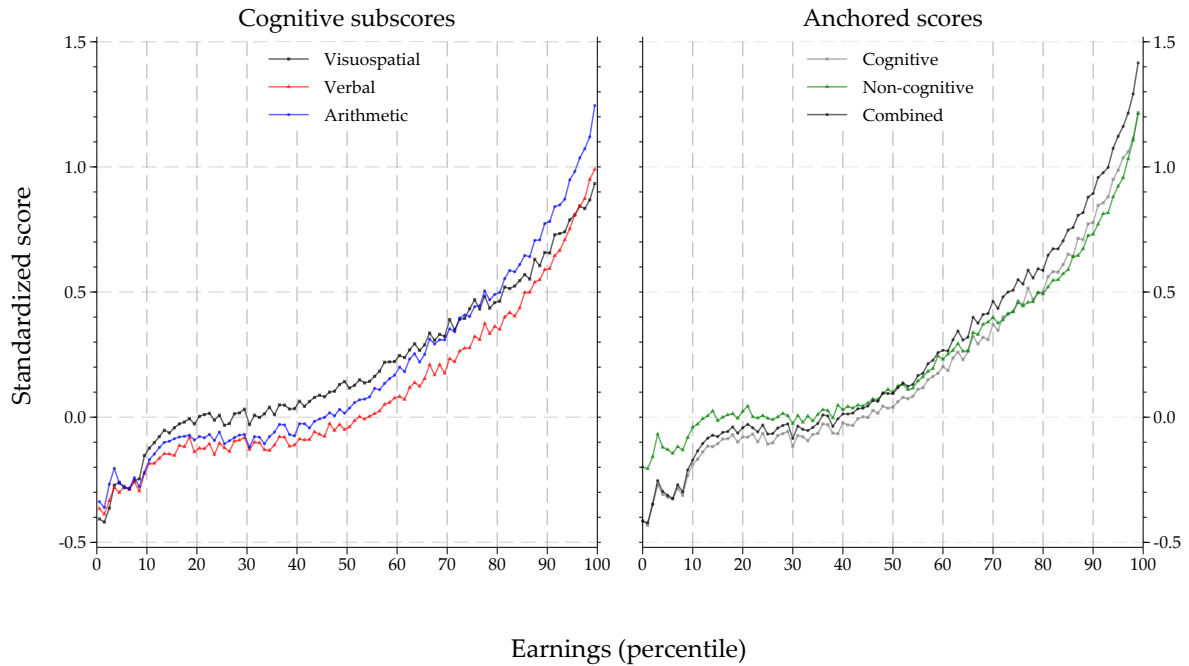 Cognitive subscores
Anchored scores
1.5
1.0
0.5
0.0
-0.5
Visuospatial
Verbal
Arithmetic
Cognitive
Non-cognitive
Combined
1.5
1.0
0.5
0.0
-0.5
Standardized score
0 10 20 30 40 50 60 70 80 90 100
0 10 20 30 40 50 60 70 80 90 100
Earnings (percentile)